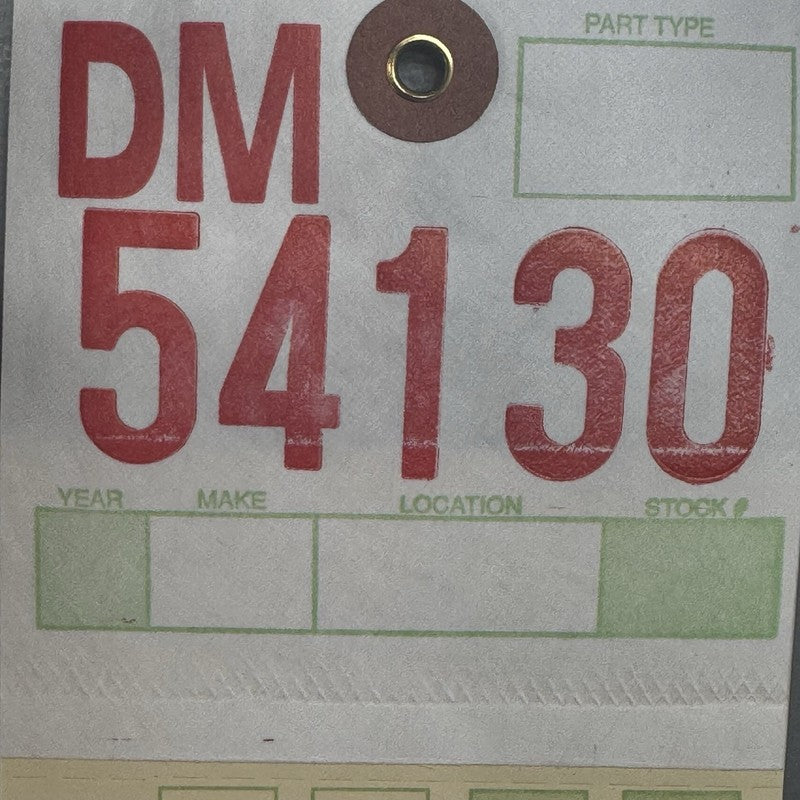 DM
PART TYPE
54130
YEAR MAKE LOCATION STOCK #